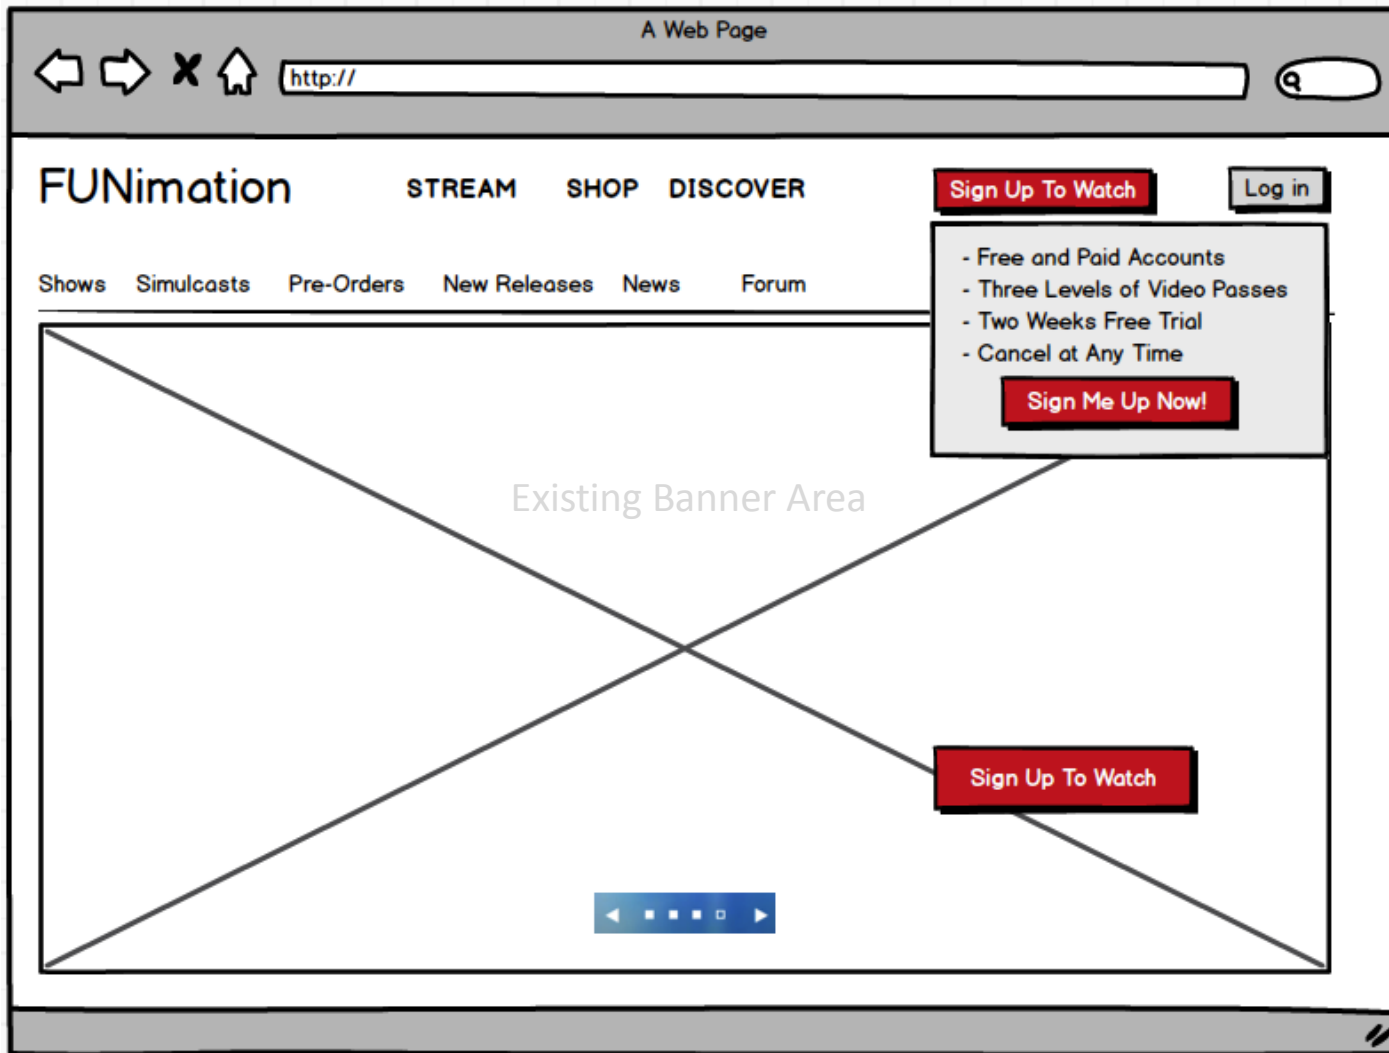 A Web Page
http://
FUNimation STREAM SHOP DISCOVER Sign Up To Watch Log in
- Free and Paid Accounts
- Three Levels of Video Passes
- Two Weeks Free Trial
- Cancel at Any Time
Sign Me Up Now!
Shows Simulcasts Pre-Orders New Releases News Forum
Existing Banner Area
Sign Up To Watch